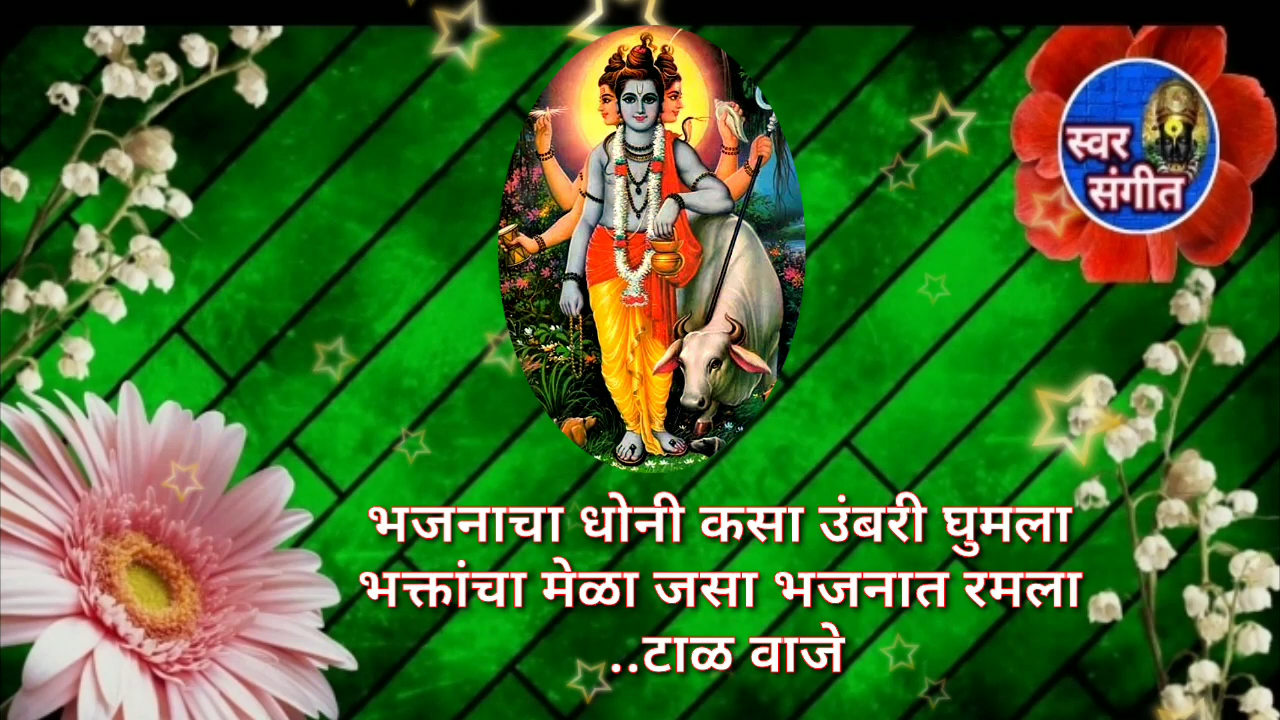 स्वर
संगीत
भजनाचा धोनी कसा उंबरी घुमला
भक्तांचा मेळा जसा भजनात रमला
..टाळ वाजे